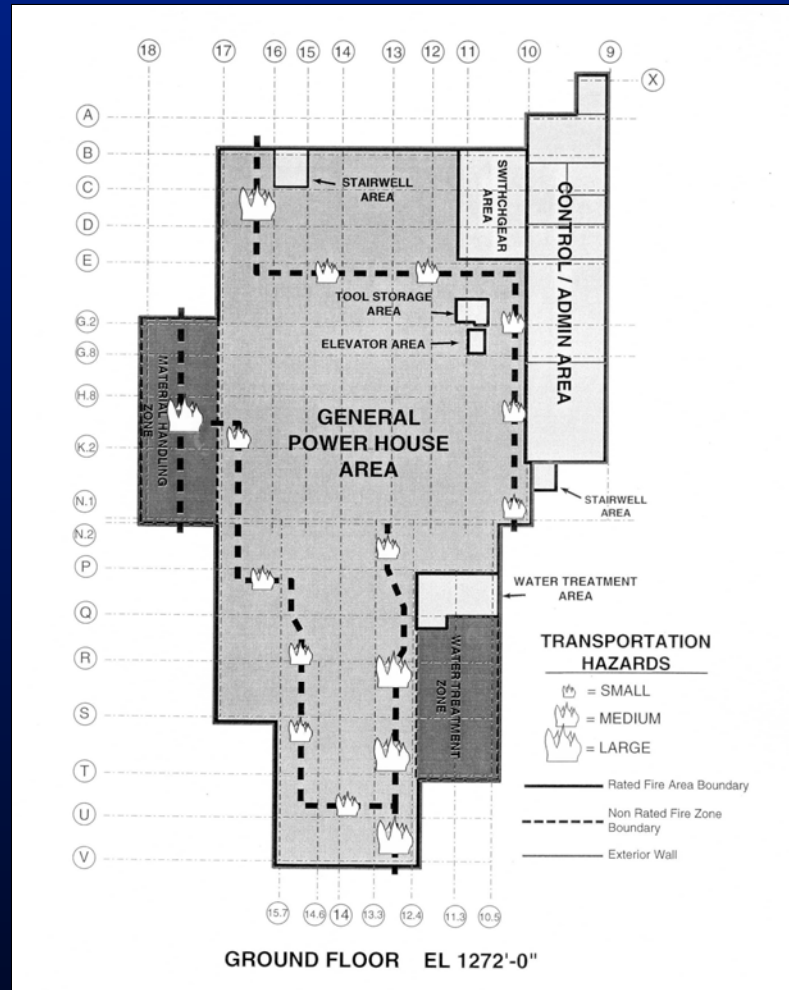 18
17
16
15
14
13
12
11
10
9
X
A
B
C
D
E
G.2
G.8
H.8
K.2
N.1
N.2
P
Q
R
S
T
U
V
STAIRWELL
AREA
SWITHCHGEAR
AREA
CONTROL / ADMIN AREA
TOOL STORAGE
AREA
ELEVATOR AREA
MATERIAL HANDLING
ZONE
GENERAL
POWER HOUSE
AREA
STAIRWELL
AREA
WATER TREATMENT
AREA
WATER TREATMENT
ZONE
TRANSPORTATION
HAZARDS
= SMALL
= MEDIUM
= LARGE
Rated Fire Area Boundary
Non Rated Fire Zone
Boundary
Exterior Wall
15.7
14.6
14
13.3
12.4
11.3
10.5
GROUND FLOOR EL 1272'-0"